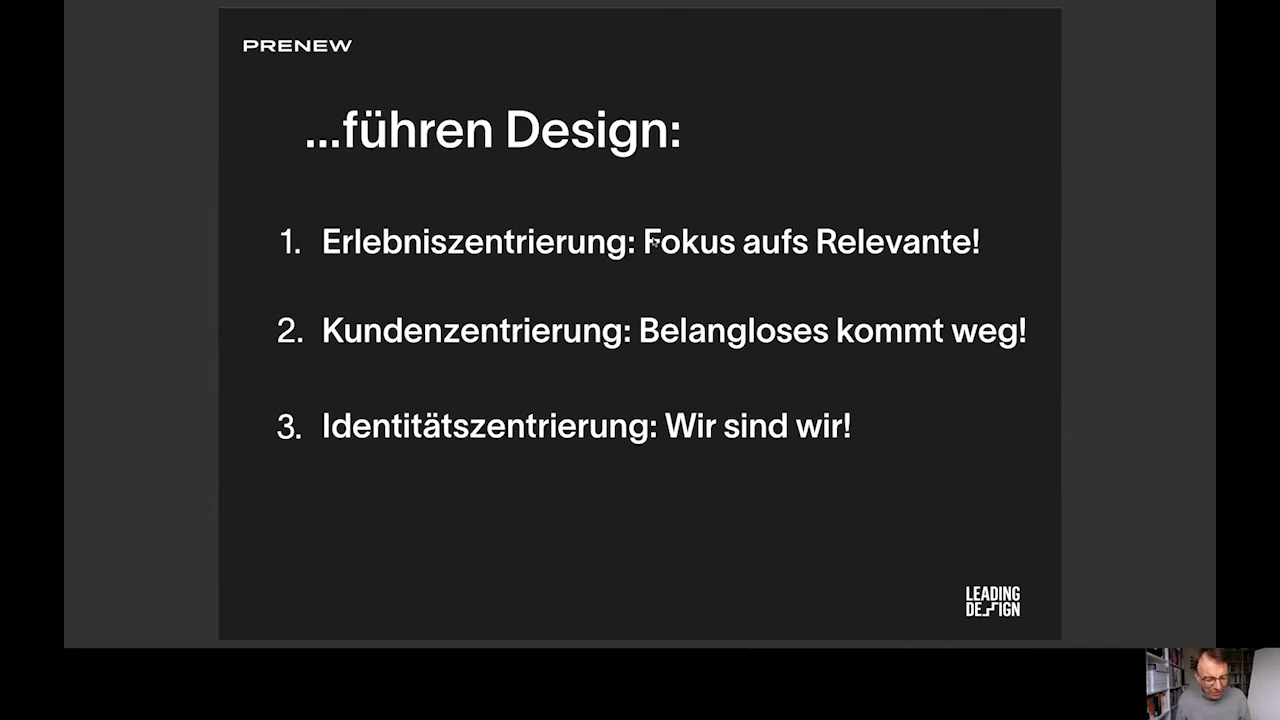 PRENEW
...führen Design:
1. Erlebniszentrierung: Fokus aufs Relevante!
2. Kundenzentrierung: Belangloses kommt weg!
3. Identitätszentrierung: Wir sind wir!
LEADING
DESIGN